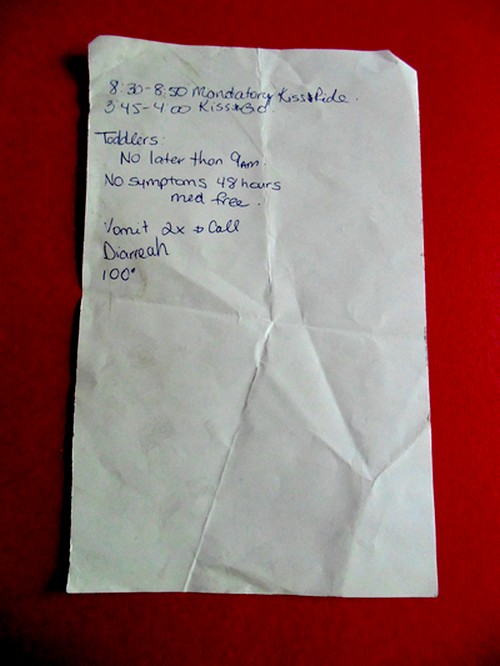 8:30-8:50 Mandatory Kiss&Ride.
3:45-4:00 Kiss&Go.
Toddlers:
No later than 9am.
No symptoms 48 hours
med free.
Vomit 2x → Call
Diarreah
100°